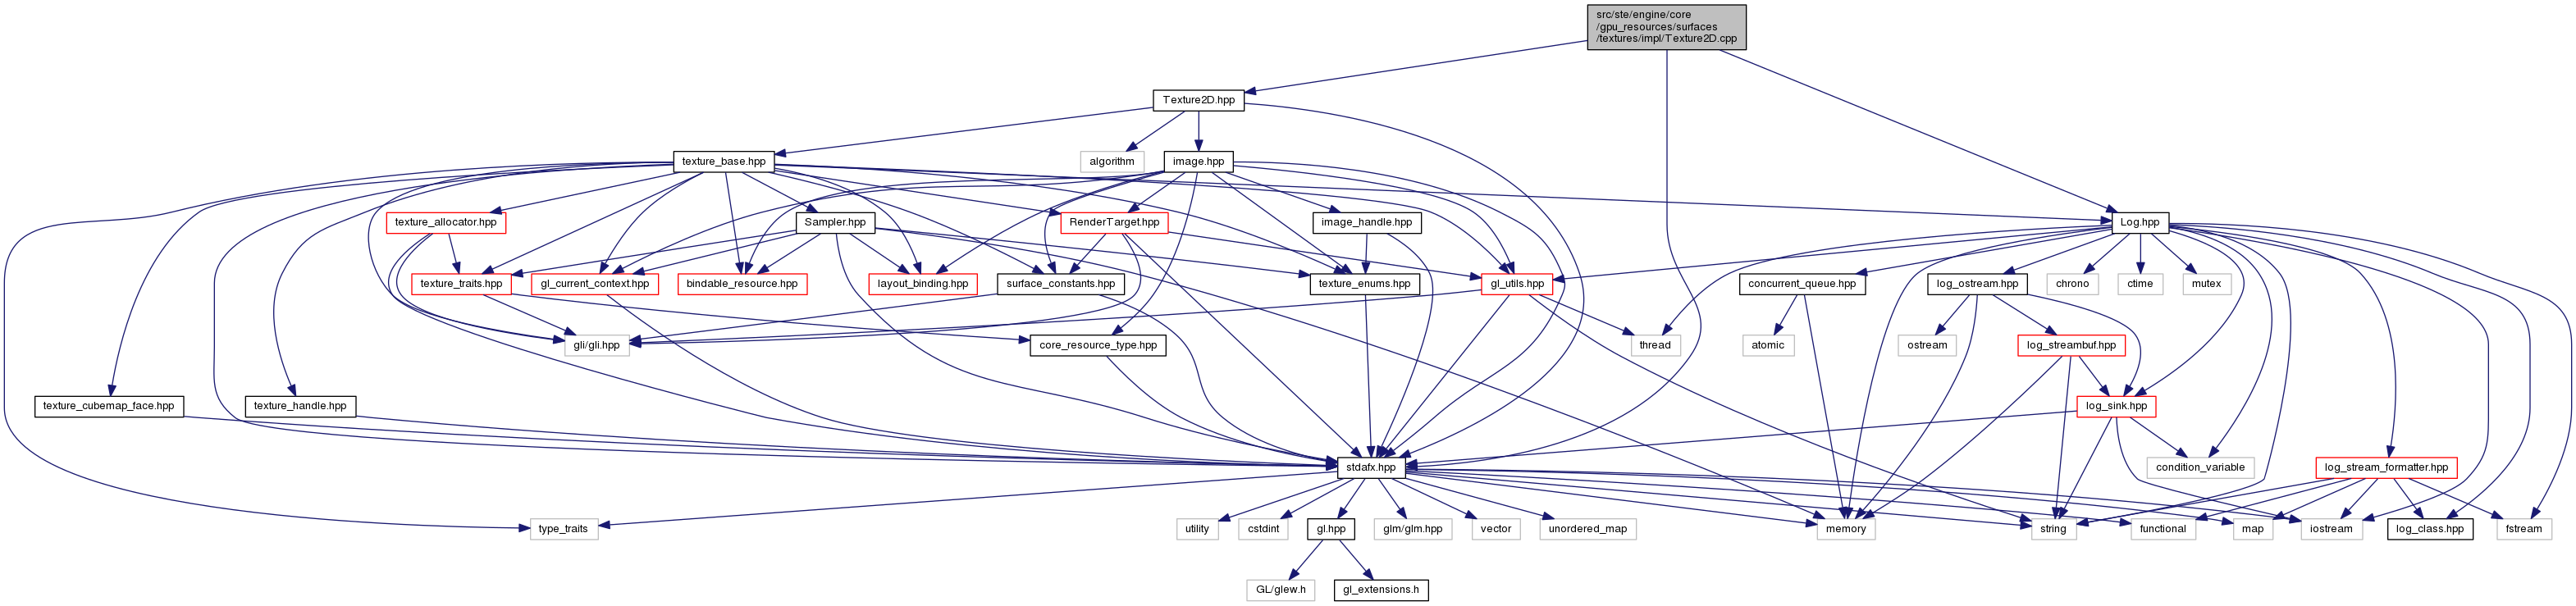 src/ste/engine/core
/gpu_resources/surfaces
/textures/impl/Texture2D.cpp
Texture2D.hpp
texture_base.hpp
algorithm
image.hpp
texture_allocator.hpp
Sampler.hpp
RenderTarget.hpp
image_handle.hpp
Log.hpp
texture_traits.hpp
gl_current_context.hpp
bindable_resource.hpp
layout_binding.hpp
surface_constants.hpp
texture_enums.hpp
gl_utils.hpp
concurrent_queue.hpp
log_ostream.hpp
chrono
ctime
mutex
gli/gli.hpp
core_resource_type.hpp
thread
atomic
ostream
log_streambuf.hpp
texture_cubemap_face.hpp
texture_handle.hpp
log_sink.hpp
stdafx.hpp
condition_variable
log_stream_formatter.hpp
type_traits
utility
cstdint
gl.hpp
glm/glm.hpp
vector
unordered_map
memory
string
functional
map
iostream
log_class.hpp
fstream
GL/glew.h
gl_extensions.h